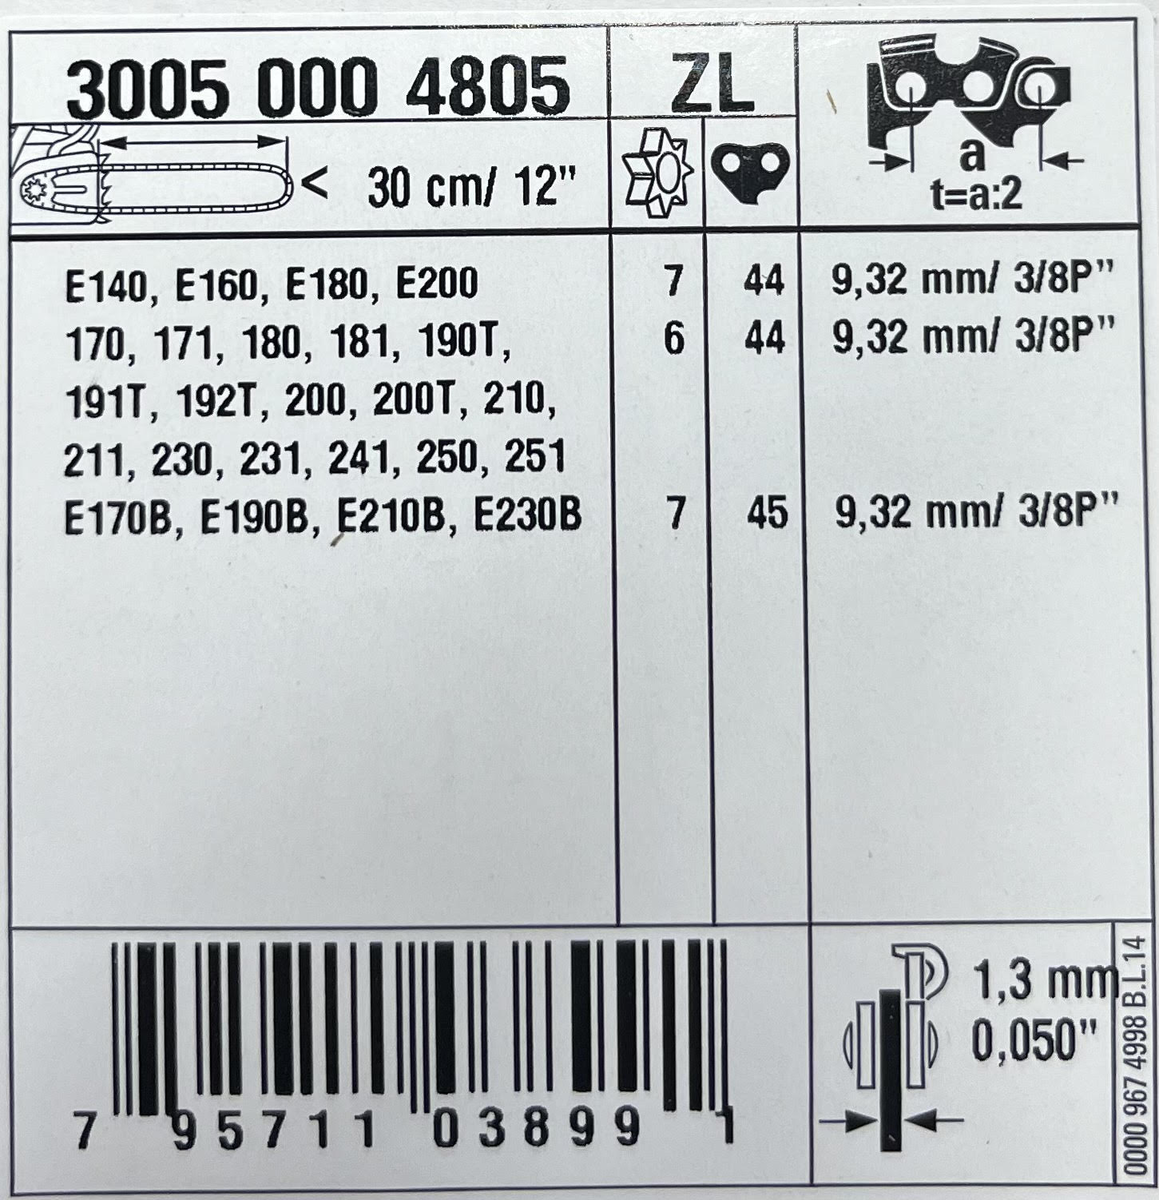 3005 000 4805 ZL
< 30 cm/ 12"
a
t=a:2
E140, E160, E180, E200 7 44 9,32 mm/ 3/8P"
170, 171, 180, 181, 190T, 6 44 9,32 mm/ 3/8P"
191T, 192T, 200, 200T, 210,
211, 230, 231, 241, 250, 251
E170B, E190B, E210B, E230B 7 45 9,32 mm/ 3/8P"
7 95711 03899 1
1,3 mm
0,050"
0000 967 4998 B.L.14